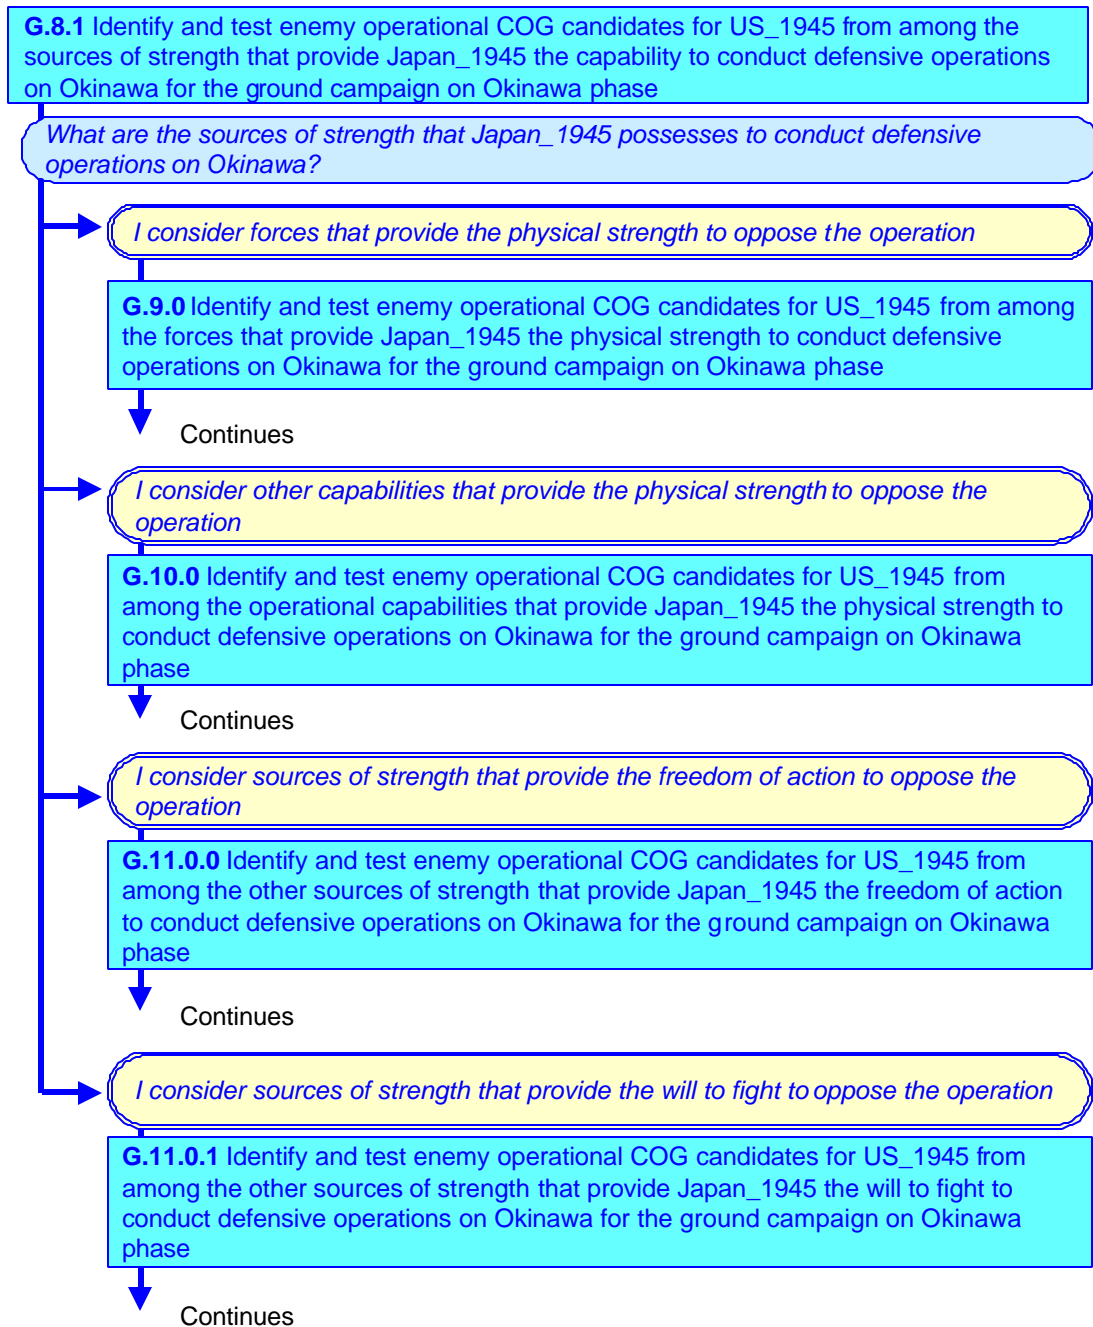 G.8.1 Identify and test enemy operational COG candidates for US_1945 from among the
sources of strength that provide Japan_1945 the capability to conduct defensive operations
on Okinawa for the ground campaign on Okinawa phase
What are the sources of strength that Japan_1945 possesses to conduct defensive
operations on Okinawa?
I consider forces that provide the physical strength to oppose the operation
G.9.0 Identify and test enemy operational COG candidates for US_1945 from among
the forces that provide Japan_1945 the physical strength to conduct defensive
operations on Okinawa for the ground campaign on Okinawa phase
Continues
I consider other capabilities that provide the physical strength to oppose the
operation
G.10.0 Identify and test enemy operational COG candidates for US_1945 from
among the operational capabilities that provide Japan_1945 the physical strength to
conduct defensive operations on Okinawa for the ground campaign on Okinawa
phase
Continues
I consider sources of strength that provide the freedom of action to oppose the
operation
G.11.0.0 Identify and test enemy operational COG candidates for US_1945 from
among the other sources of strength that provide Japan_1945 the freedom of action
to conduct defensive operations on Okinawa for the ground campaign on Okinawa
phase
Continues
I consider sources of strength that provide the will to fight to oppose the operation
G.11.0.1 Identify and test enemy operational COG candidates for US_1945 from
among the other sources of strength that provide Japan_1945 the will to fight to
conduct defensive operations on Okinawa for the ground campaign on Okinawa
phase
Continues